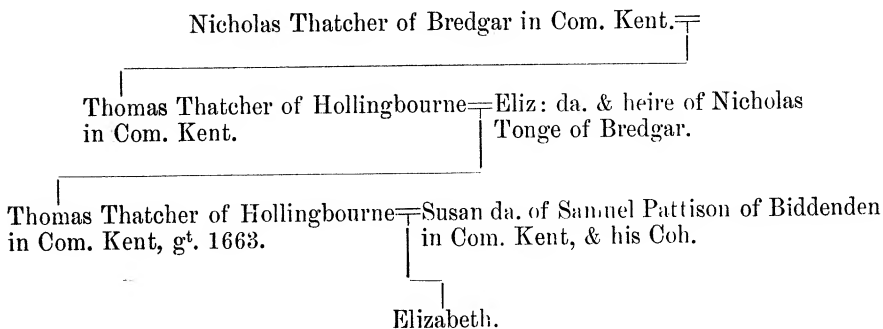 Nicholas Thatcher of Bredgar in Com. Kent.
Thomas Thatcher of Hollingbourne
in Com. Kent.
Eliz: da. & heire of Nicholas
Tonge of Bredgar.
Thomas Thatcher of Hollingbourne
in Com. Kent, gᵗ. 1663.
Susan da. of Samuel Pattison of Biddenden
in Com. Kent, & his Coh.
Elizabeth.